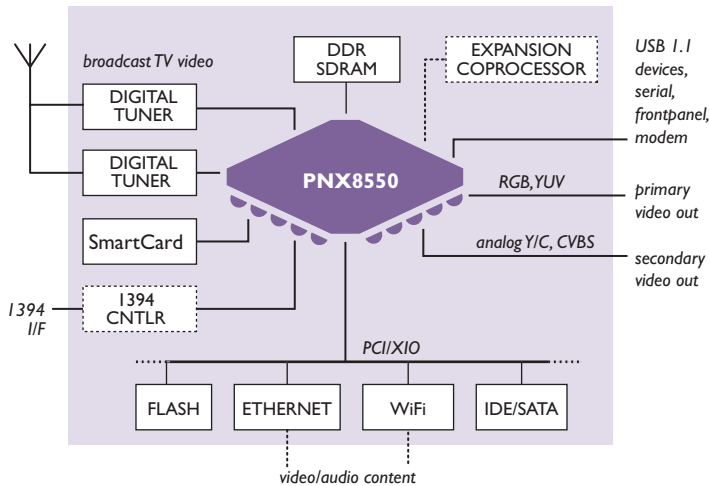 broadcast TV video
DDR
SDRAM
EXPANSION
COPROCESSOR
USB 1.1
devices,
serial,
frontpanel,
modem
DIGITAL
TUNER
DIGITAL
TUNER
PNX8550
RGB,YUV
primary
video out
SmartCard
analog Y/C, CVBS
secondary
video out
1394
I/F
1394
CNTLR
PCI/XIO
FLASH
ETHERNET
WiFi
IDE/SATA
video/audio content